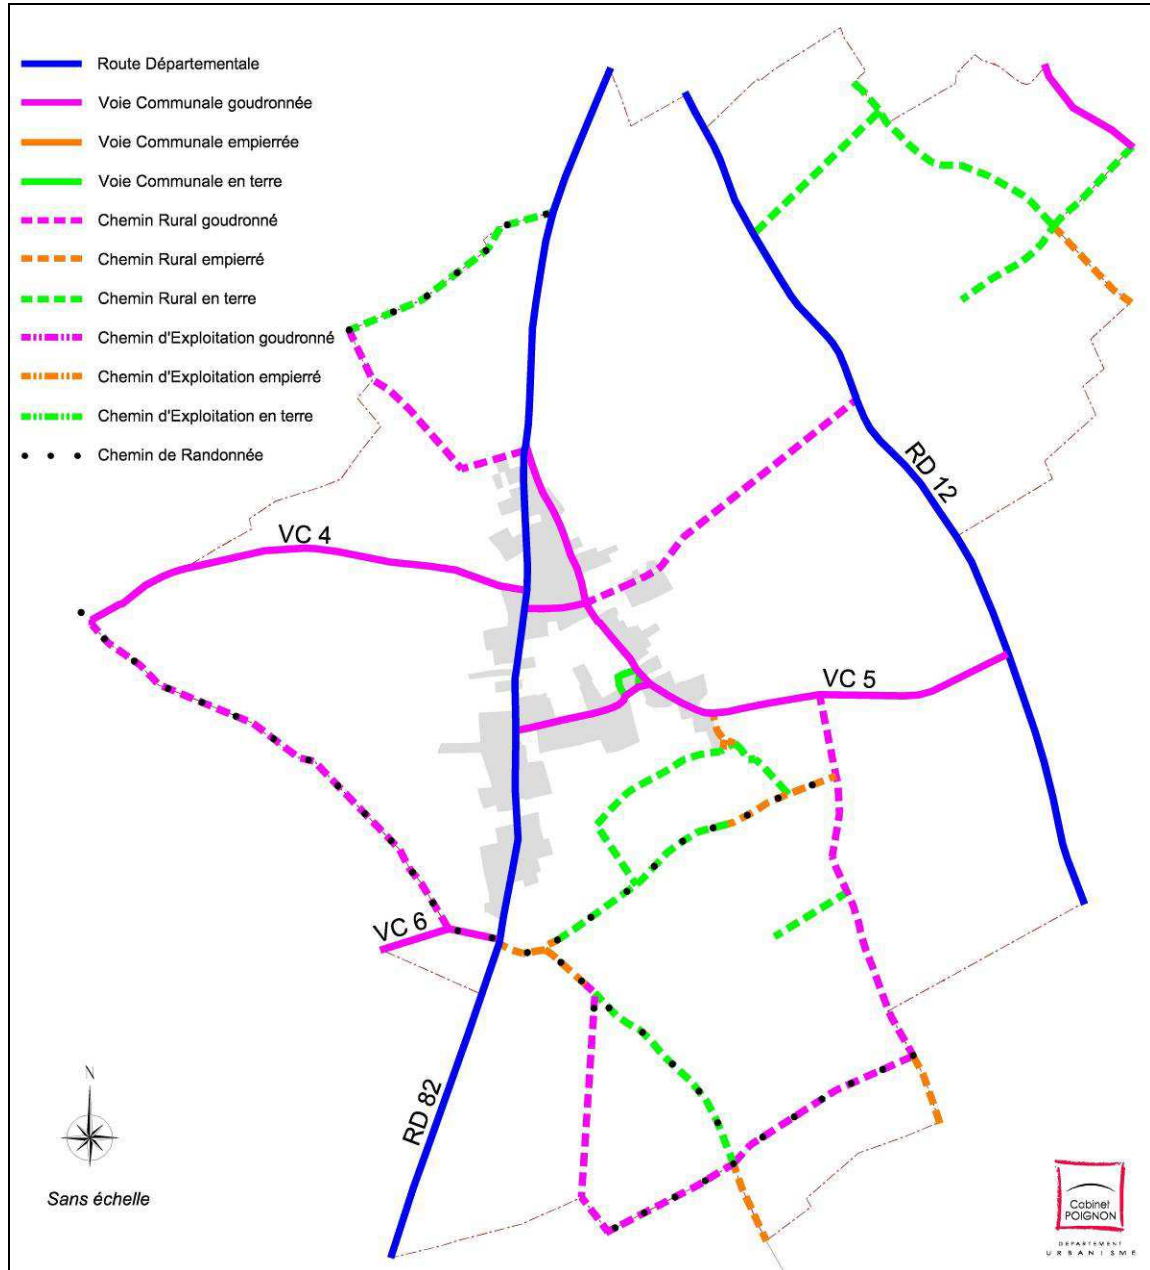 Route Départementale
Voie Communale goudronnée
Voie Communale empierrée
Voie Communale en terre
Chemin Rural goudronné
Chemin Rural empierré
Chemin Rural en terre
Chemin d'Exploitation goudronné
Chemin d'Exploitation empierré
Chemin d'Exploitation en terre
Chemin de Randonnée
RD 12
VC 4
VC 5
VC 6
RD 82
N
Sans échelle
Cabinet
POIGNON
DÉPARTEMENT
URBANISME